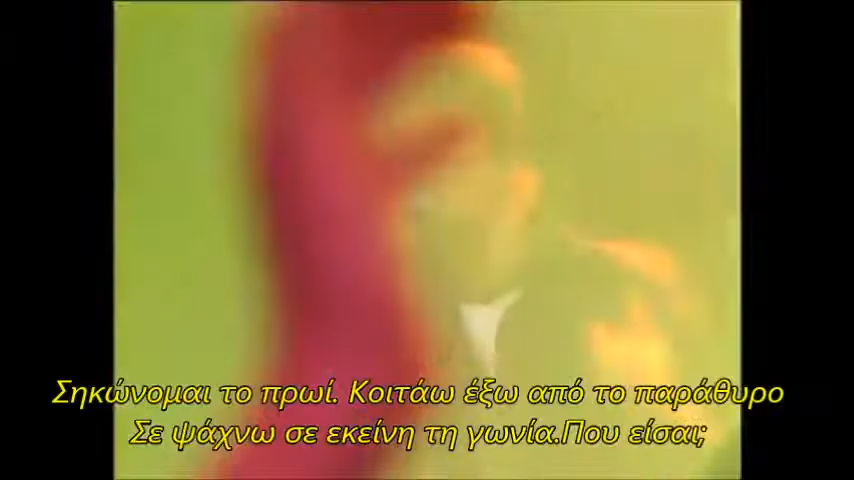 Σηκώνομαι το πρωί. Κοιτάω έξω από το παράθυρο
Σε ψάχνω σε εκείνη τη γωνία.Που είσαι;